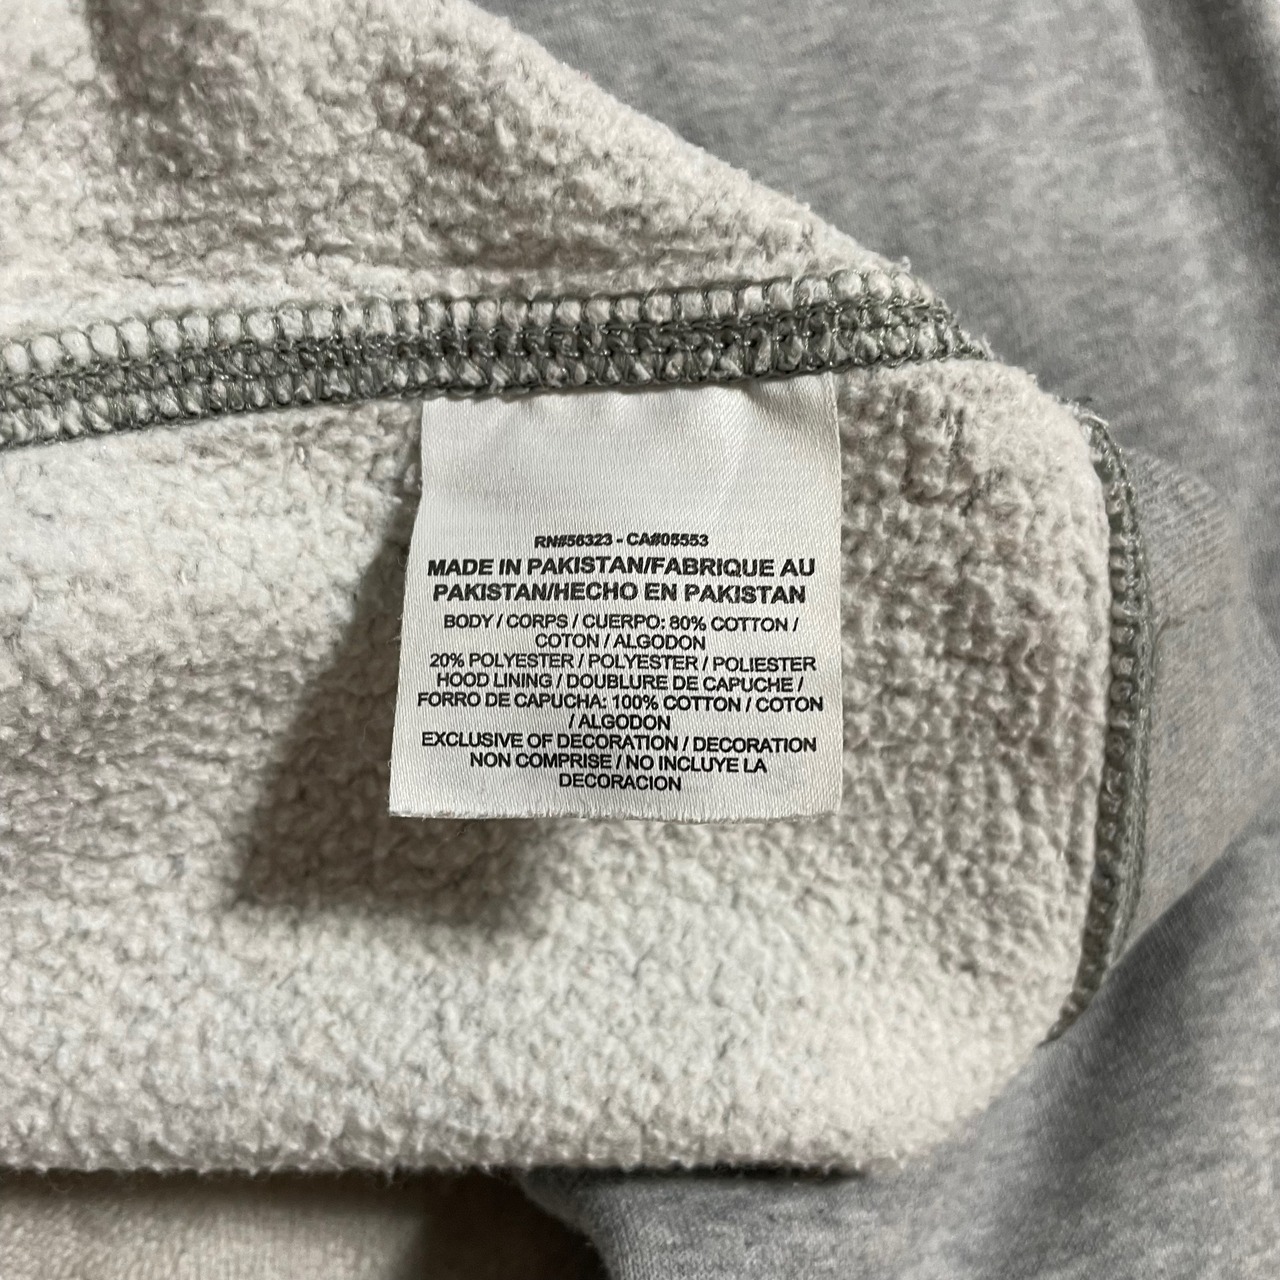 RN#56323 - CA#05553
MADE IN PAKISTAN/FABRIQUE AU
PAKISTAN/HECHO EN PAKISTAN
BODY / CORPS / CUERPO: 80% COTTON /
COTON / ALGODON
20% POLYESTER / POLYESTER / POLIESTER
HOOD LINING / DOUBLURE DE CAPUCHE /
FORRO DE CAPUCHA: 100% COTTON / COTON
/ ALGODON
EXCLUSIVE OF DECORATION / DECORATION
NON COMPRISE / NO INCLUYE LA
DECORACION